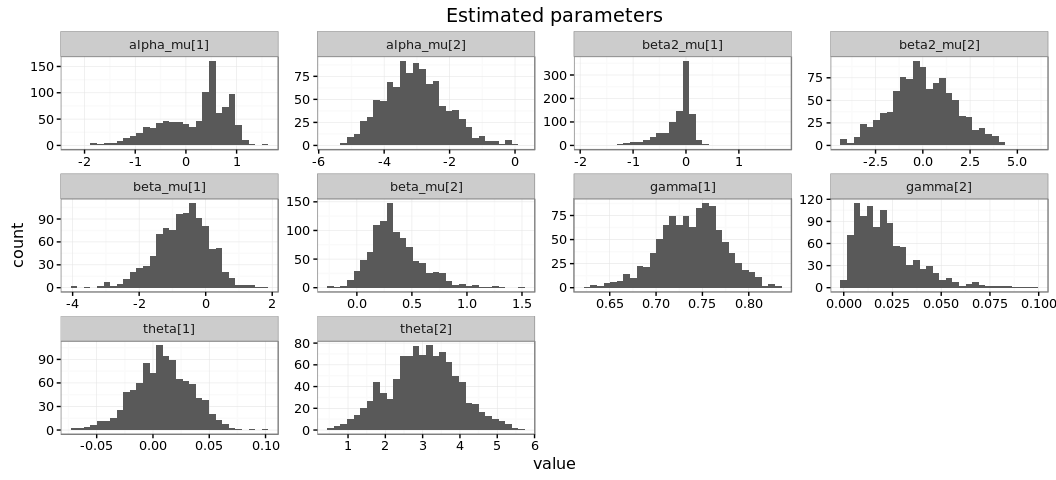 Estimated parameters
alpha_mu[1] alpha_mu[2] beta2_mu[1] beta2_mu[2]
150 100 50 0
75 50 25 0
300 200 100 0
75 50 25 0
-2 -1 0 1
-6 -4 -2 0
-2 -1 0 1
-2.5 0.0 2.5 5.0
beta_mu[1] beta_mu[2] gamma[1] gamma[2]
90 60 30 0
150 100 50 0
75 50 25 0
120 90 60 30 0
-4 -2 0 2
0.0 0.5 1.0 1.5
0.65 0.70 0.75 0.80
0.000 0.025 0.050 0.075 0.100
theta[1] theta[2]
90 60 30 0
80 60 40 20 0
-0.05 0.00 0.05 0.10
1 2 3 4 5 6
count
value